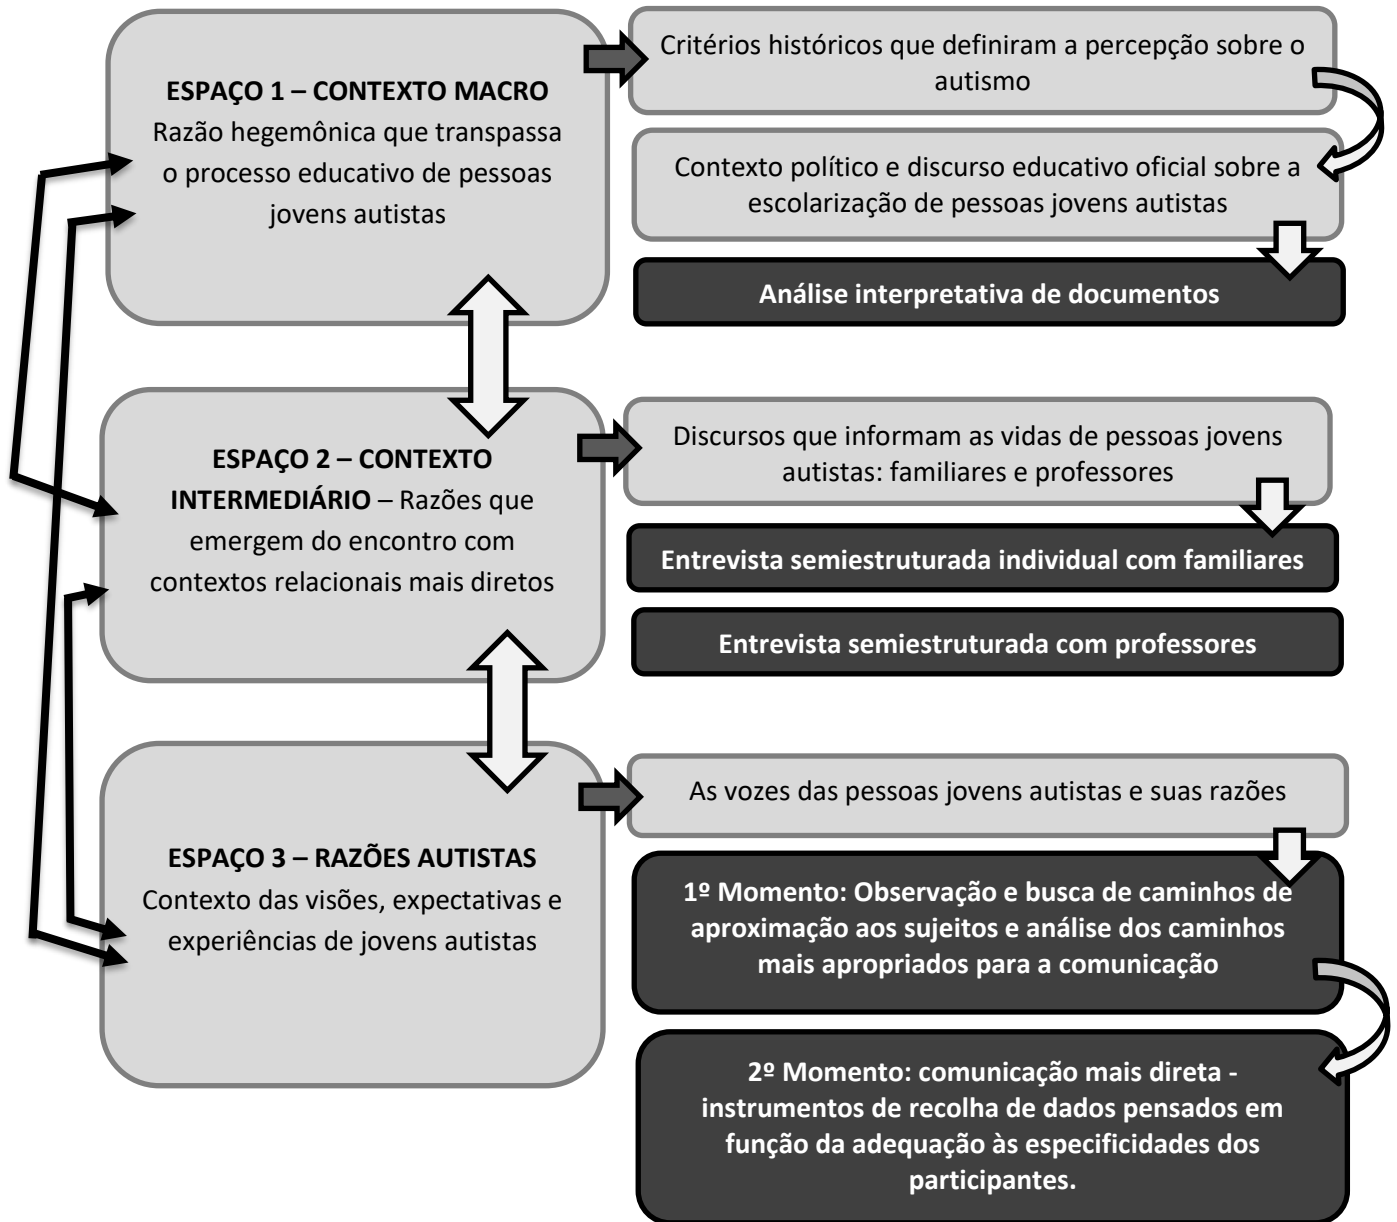 ESPAÇO 1 – CONTEXTO MACRO
Razão hegemônica que transpassa
o processo educativo de pessoas
jovens autistas
Critérios históricos que definiram a percepção sobre o
autismo
Contexto político e discurso educativo oficial sobre a
escolarização de pessoas jovens autistas
Análise interpretativa de documentos
ESPAÇO 2 – CONTEXTO
INTERMEDIÁRIO – Razões que
emergem do encontro com
contextos relacionais mais diretos
Discursos que informam as vidas de pessoas jovens
autistas: familiares e professores
Entrevista semiestruturada individual com familiares
Entrevista semiestruturada com professores
ESPAÇO 3 – RAZÕES AUTISTAS
Contexto das visões, expectativas e
experiências de jovens autistas
As vozes das pessoas jovens autistas e suas razões
1º Momento: Observação e busca de caminhos de
aproximação aos sujeitos e análise dos caminhos
mais apropriados para a comunicação
2º Momento: comunicação mais direta -
instrumentos de recolha de dados pensados em
função da adequação às especificidades dos
participantes.